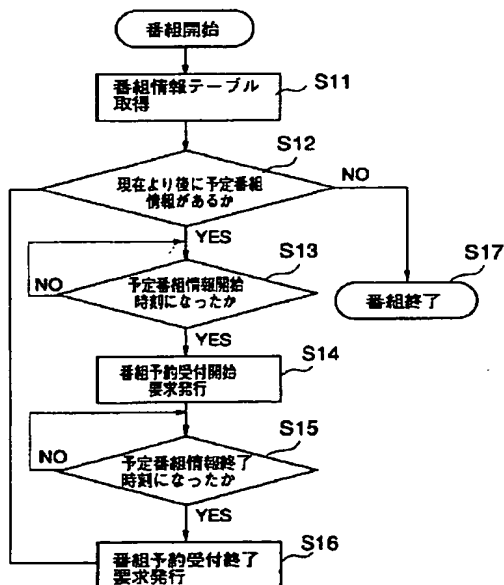 番組開始
S11
番組情報テーブル
取得
S12
現在より後に予定番組
情報があるか
NO
YES
S13
S17
予定番組情報開始
時刻になったか
NO
番組終了
YES
S14
番組予約受付開始
要求発行
S15
NO
予定番組情報終了
時刻になったか
YES
S16
番組予約受付終了
要求発行